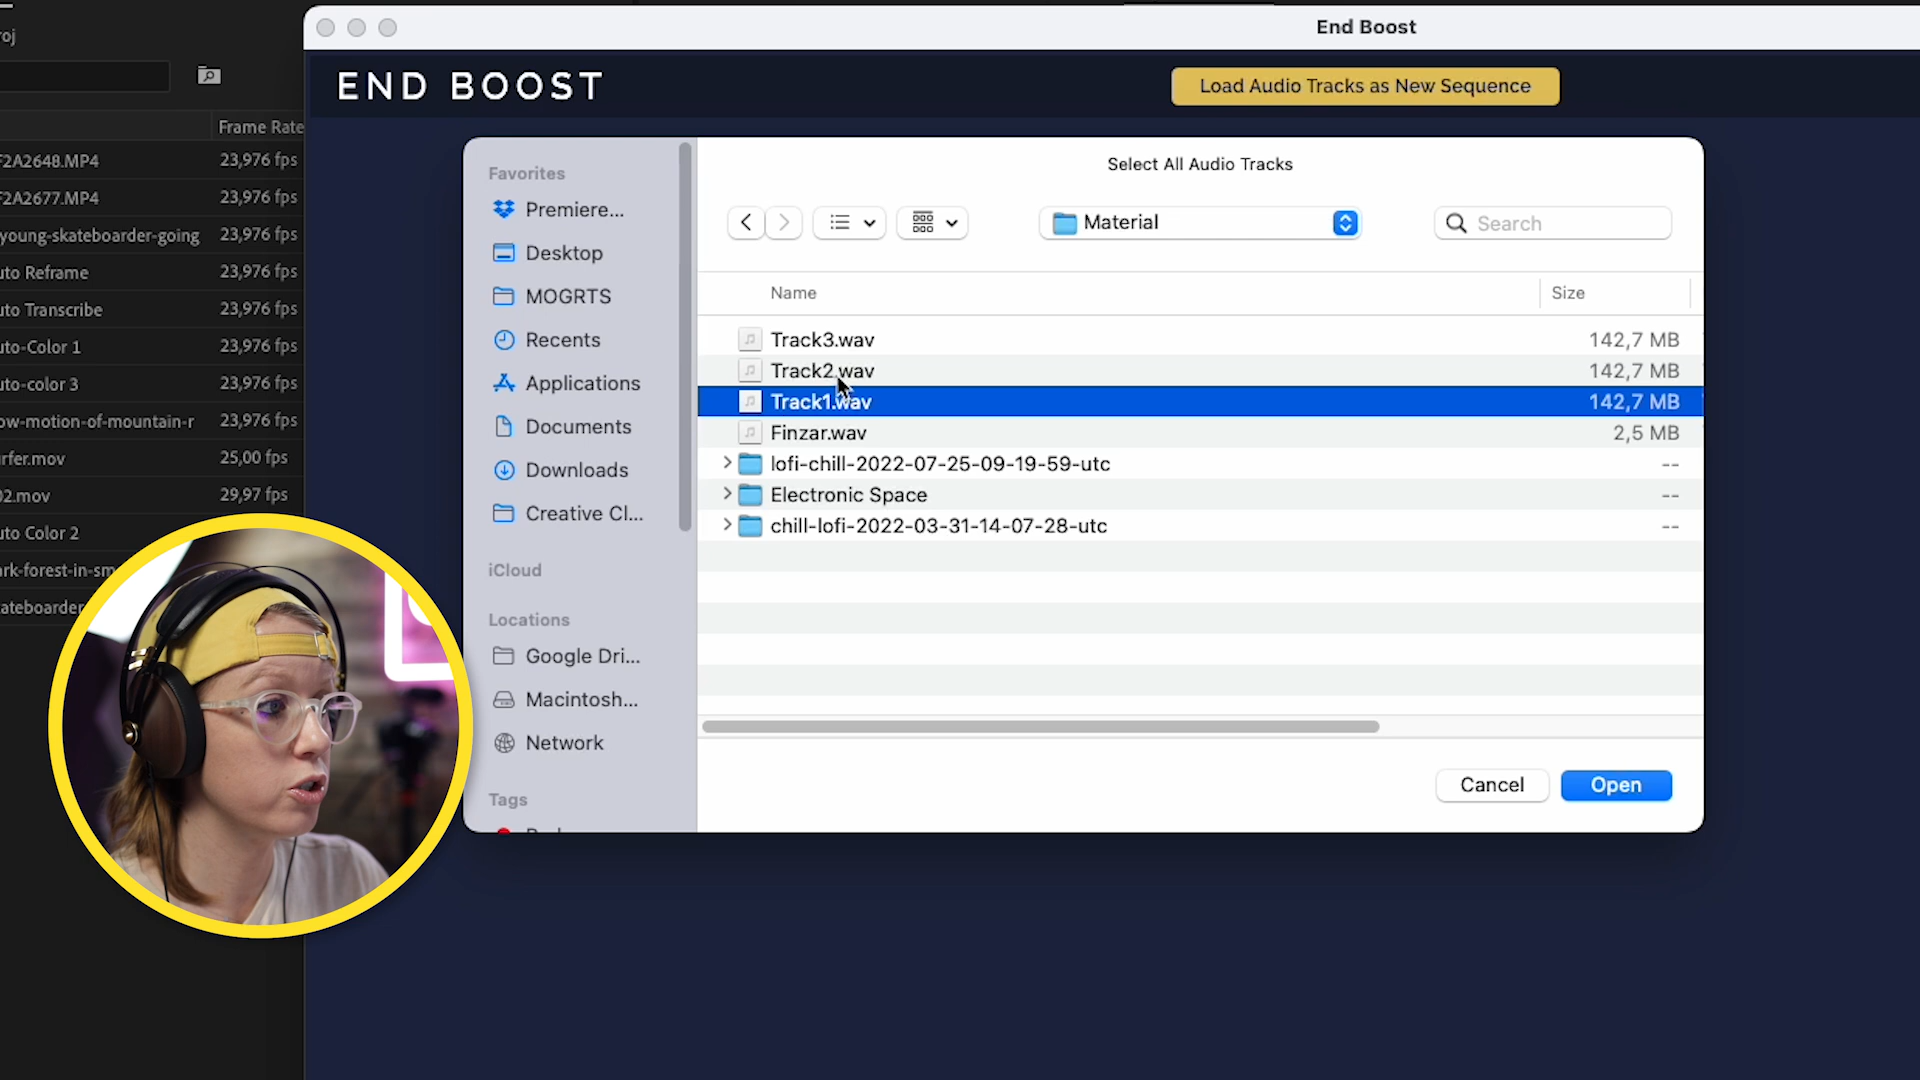 End Boost
roj
END BOOST
Load Audio Tracks as New Sequence
Frame Rate
F2A2648.MP4 23,976 fps
F2A2677.MP4 23,976 fps
young-skateboarder-going 23,976 fps
uto Reframe 23,976 fps
uto Transcribe 23,976 fps
uto-Color 1 23,976 fps
uto-color 3 23,976 fps
ow-motion-of-mountain-r 23,976 fps
rfer.mov 25,00 fps
02.mov 29,97 fps
uto Color 2
ark-forest-in-sm
ateboarder
Favorites
Premiere...
Desktop
MOGRTS
Recents
Applications
Documents
Downloads
Creative Cl...
iCloud
Locations
Google Dri...
Macintosh...
Network
Tags
Select All Audio Tracks
Material
Search
Name Size
Track3.wav 142,7 MB
Track2.wav 142,7 MB
Track1.wav 142,7 MB
Finzar.wav 2,5 MB
lofi-chill-2022-07-25-09-19-59-utc --
Electronic Space --
chill-lofi-2022-03-31-14-07-28-utc --
Cancel Open